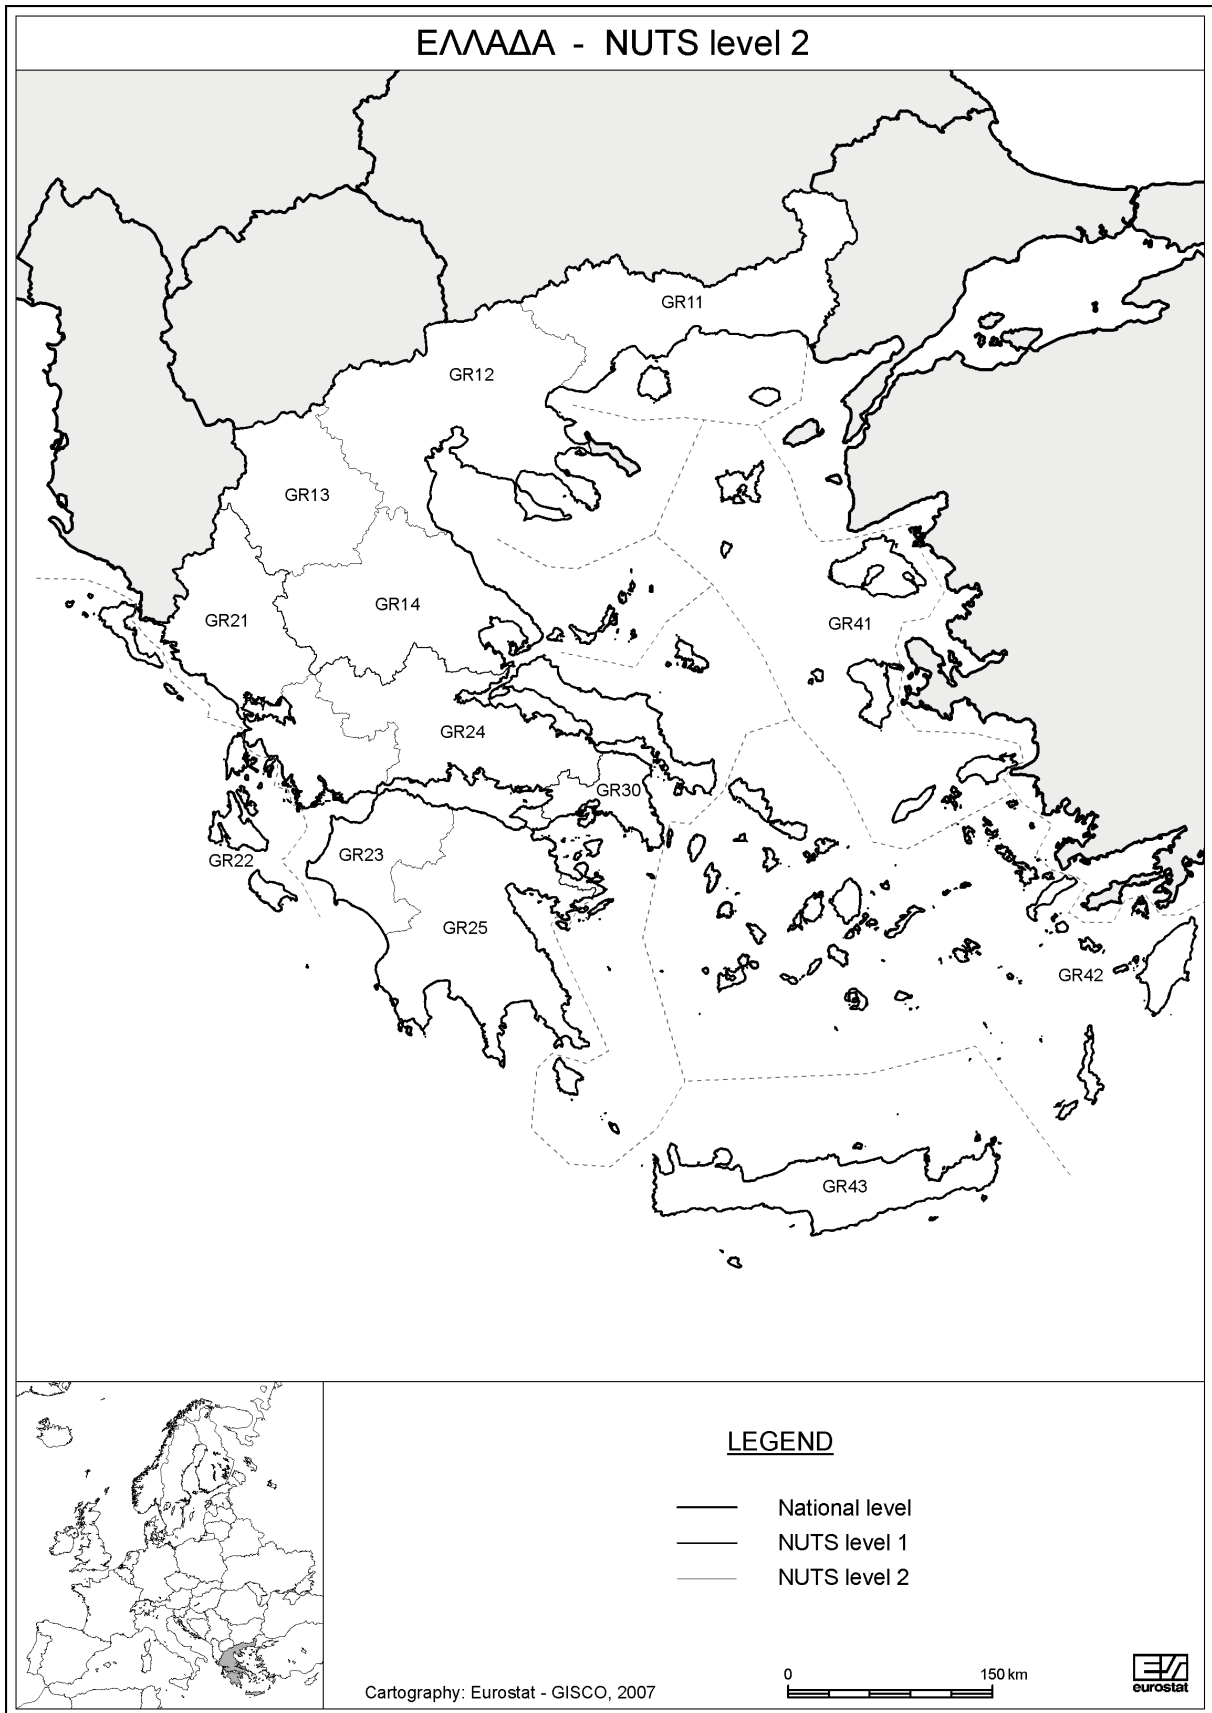 ΕΛΛΑΔΑ - NUTS level 2
GR11
GR12
GR13
GR14
GR21
GR41
GR24
GR30
GR23
GR22
GR25
GR42
GR43
LEGEND
National level
NUTS level 1
NUTS level 2
0 150 km
Cartography: Eurostat - GISCO, 2007
eurostat